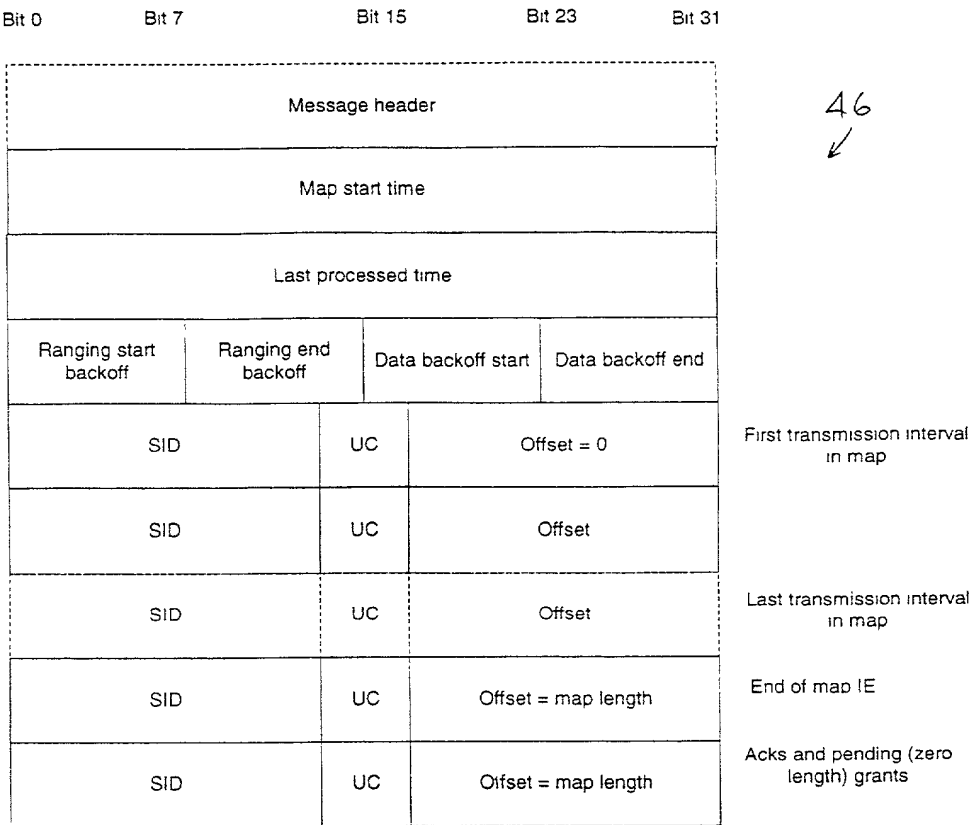 Bit 0 Bit 7 Bit 15 Bit 23 Bit 31
46
Message header
Map start time
Last processed time
Ranging start
backoff
Ranging end
backoff
Data backoff start
Data backoff end
SID UC Offset = 0
First transmission interval
in map
SID UC Offset
SID UC Offset
Last transmission interval
in map
SID UC Offset = map length
End of map IE
SID UC Offset = map length
Acks and pending (zero
length) grants